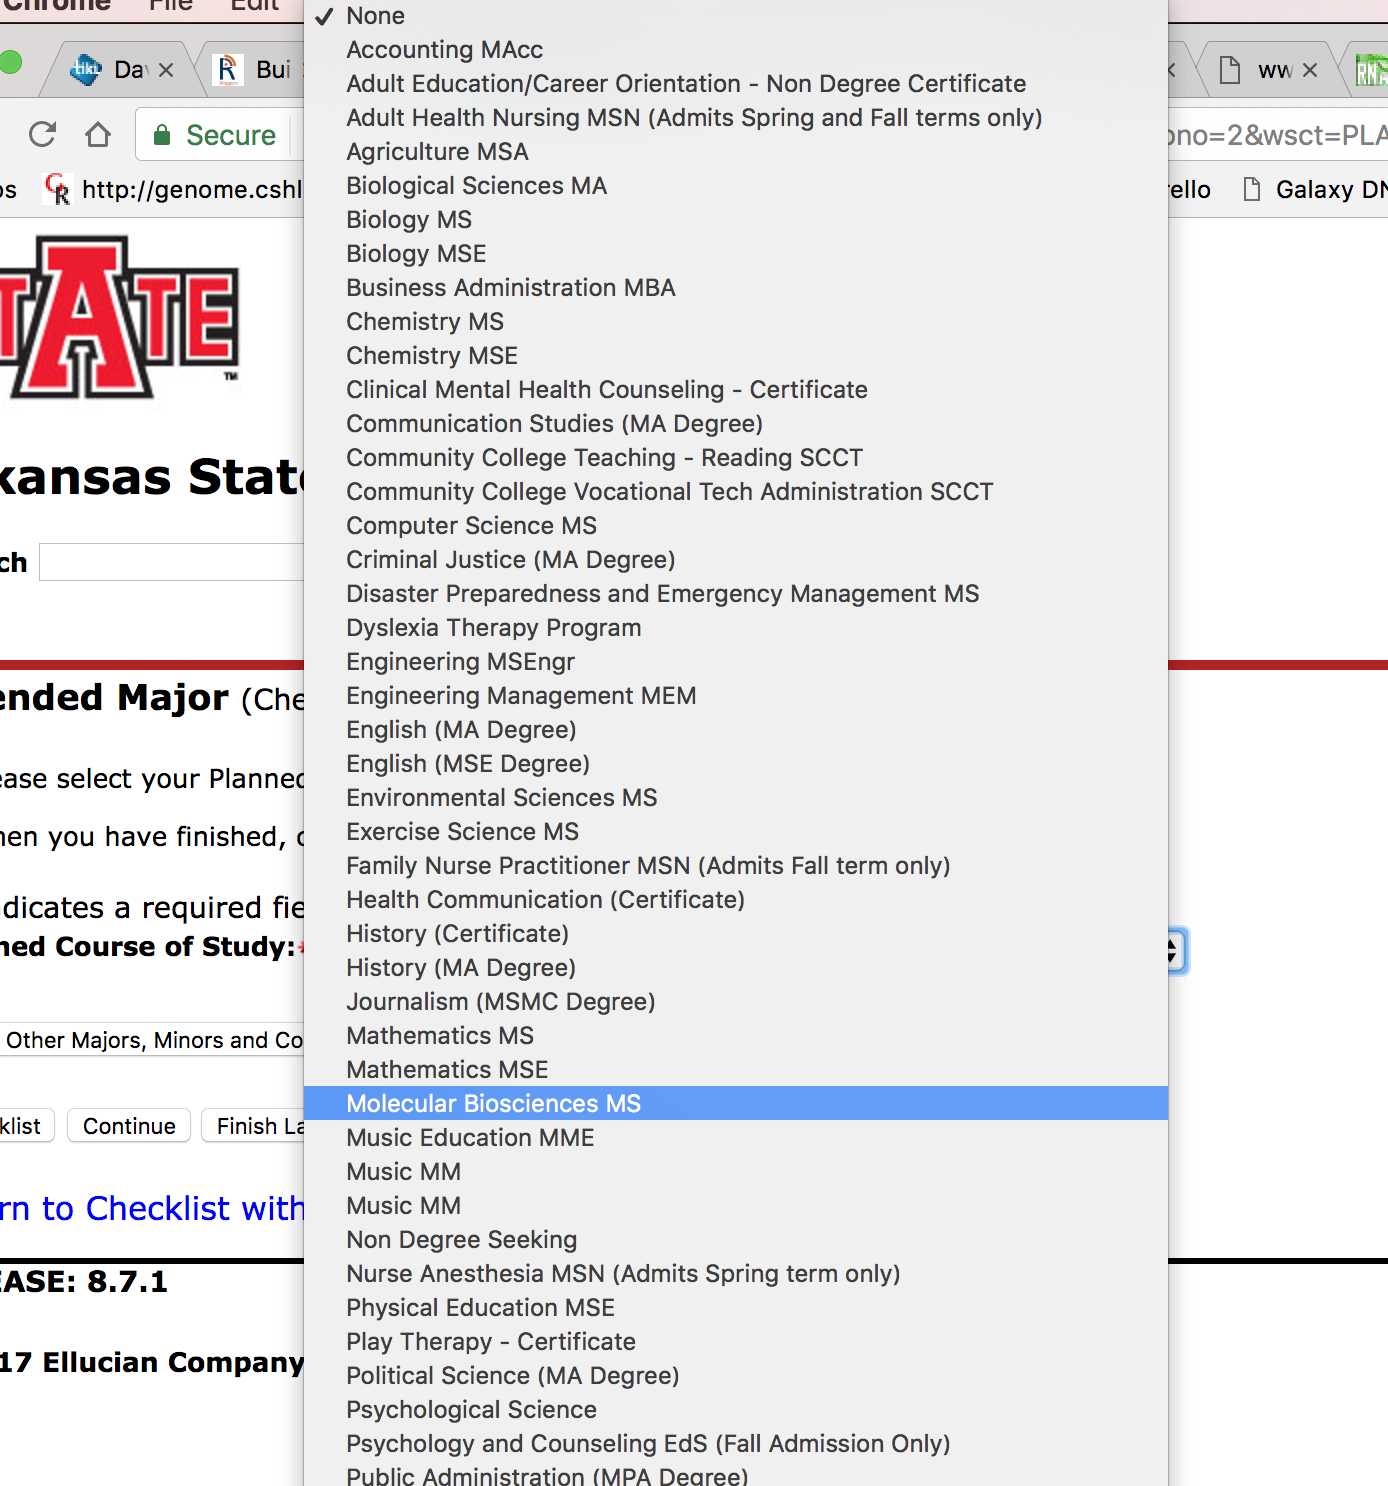 Chrome File Edit
Da
Bui
ww
Secure
ono=2&wsct=PLA
os
http://genome.cshl
rello
Galaxy DN
TATE
TM
kansas State
ch
ended Major (Che
ease select your Planned
hen you have finished, c
dicates a required fie
ned Course of Study:*
Other Majors, Minors and Co
klist
Continue
Finish La
rn to Checklist with
EASE: 8.7.1
17 Ellucian Company
✓ None
Accounting MAcc
Adult Education/Career Orientation - Non Degree Certificate
Adult Health Nursing MSN (Admits Spring and Fall terms only)
Agriculture MSA
Biological Sciences MA
Biology MS
Biology MSE
Business Administration MBA
Chemistry MS
Chemistry MSE
Clinical Mental Health Counseling - Certificate
Communication Studies (MA Degree)
Community College Teaching - Reading SCCT
Community College Vocational Tech Administration SCCT
Computer Science MS
Criminal Justice (MA Degree)
Disaster Preparedness and Emergency Management MS
Dyslexia Therapy Program
Engineering MSEngr
Engineering Management MEM
English (MA Degree)
English (MSE Degree)
Environmental Sciences MS
Exercise Science MS
Family Nurse Practitioner MSN (Admits Fall term only)
Health Communication (Certificate)
History (Certificate)
History (MA Degree)
Journalism (MSMC Degree)
Mathematics MS
Mathematics MSE
Molecular Biosciences MS
Music Education MME
Music MM
Music MM
Non Degree Seeking
Nurse Anesthesia MSN (Admits Spring term only)
Physical Education MSE
Play Therapy - Certificate
Political Science (MA Degree)
Psychological Science
Psychology and Counseling EdS (Fall Admission Only)
Public Administration (MPA Degree)